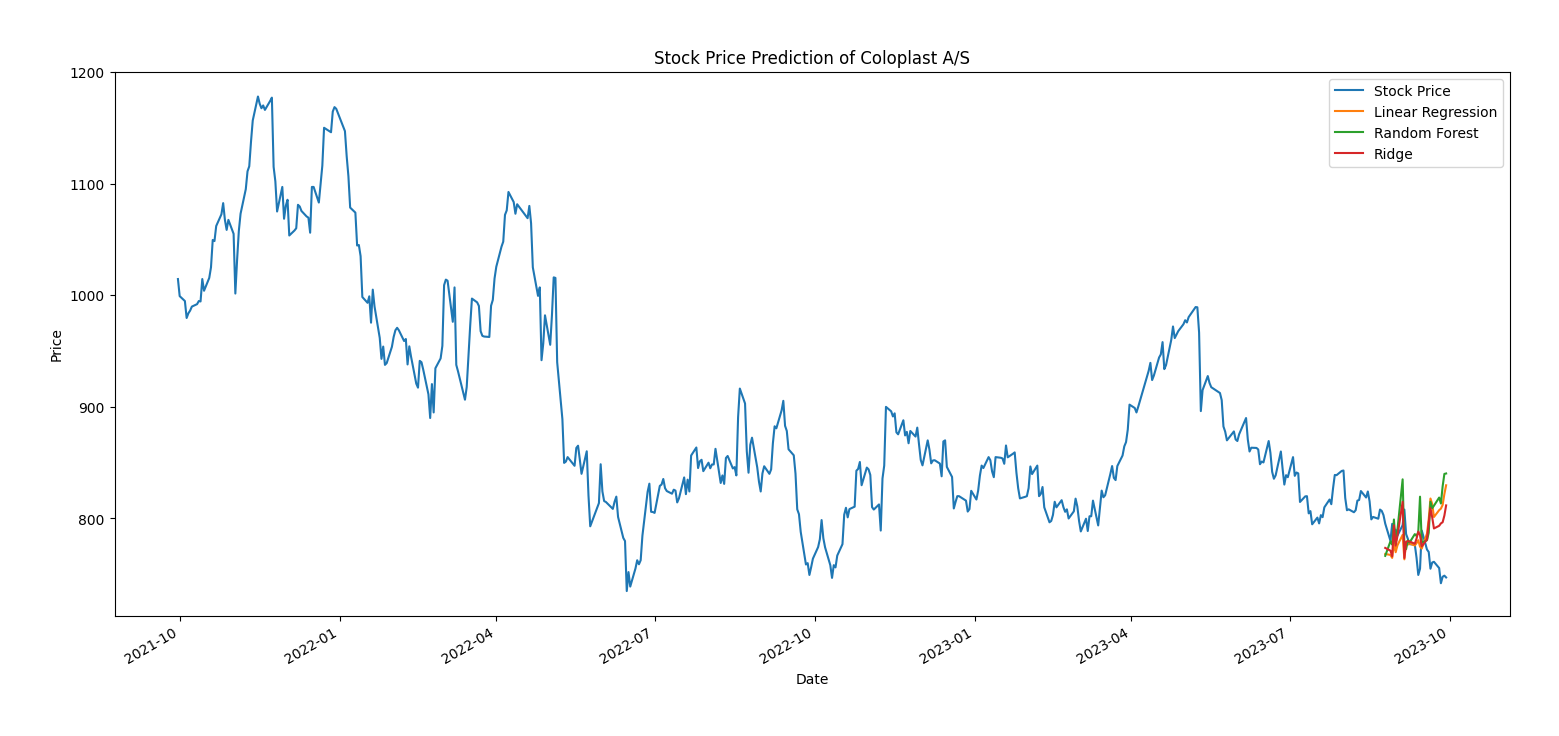 Stock Price Prediction of Coloplast A/S
1200
1100
1000
900
800
Price
Stock Price
Linear Regression
Random Forest
Ridge
2021-10
2022-01
2022-04
2022-07
2022-10
2023-01
2023-04
2023-07
2023-10
Date